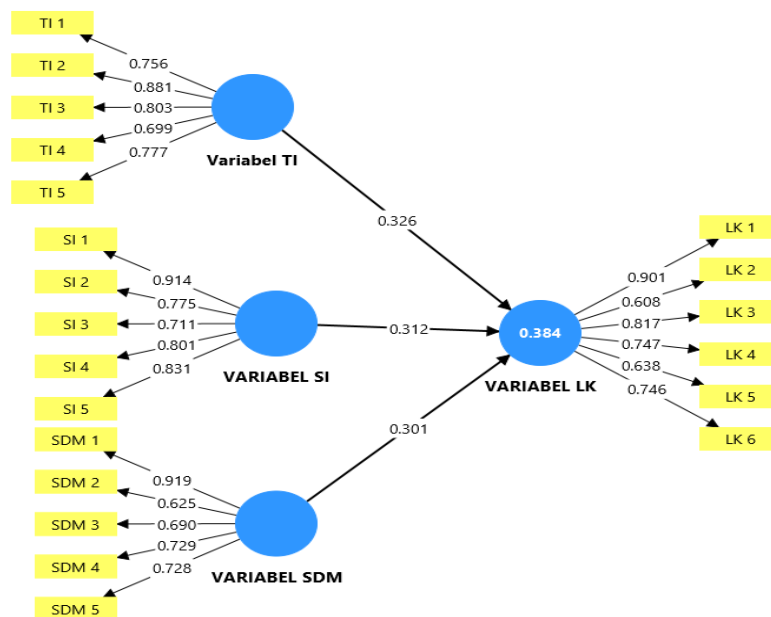 TI 1
TI 2
TI 3
TI 4
TI 5
0.756
0.881
0.803
0.699
0.777
Variabel TI
0.326
SI 1
SI 2
SI 3
SI 4
SI 5
0.914
0.775
0.711
0.801
0.831
VARIABEL SI
0.312
SDM 1
SDM 2
SDM 3
SDM 4
SDM 5
0.919
0.625
0.690
0.729
0.728
VARIABEL SDM
0.301
0.384
VARIABEL LK
0.901
0.608
0.817
0.747
0.638
0.746
LK 1
LK 2
LK 3
LK 4
LK 5
LK 6